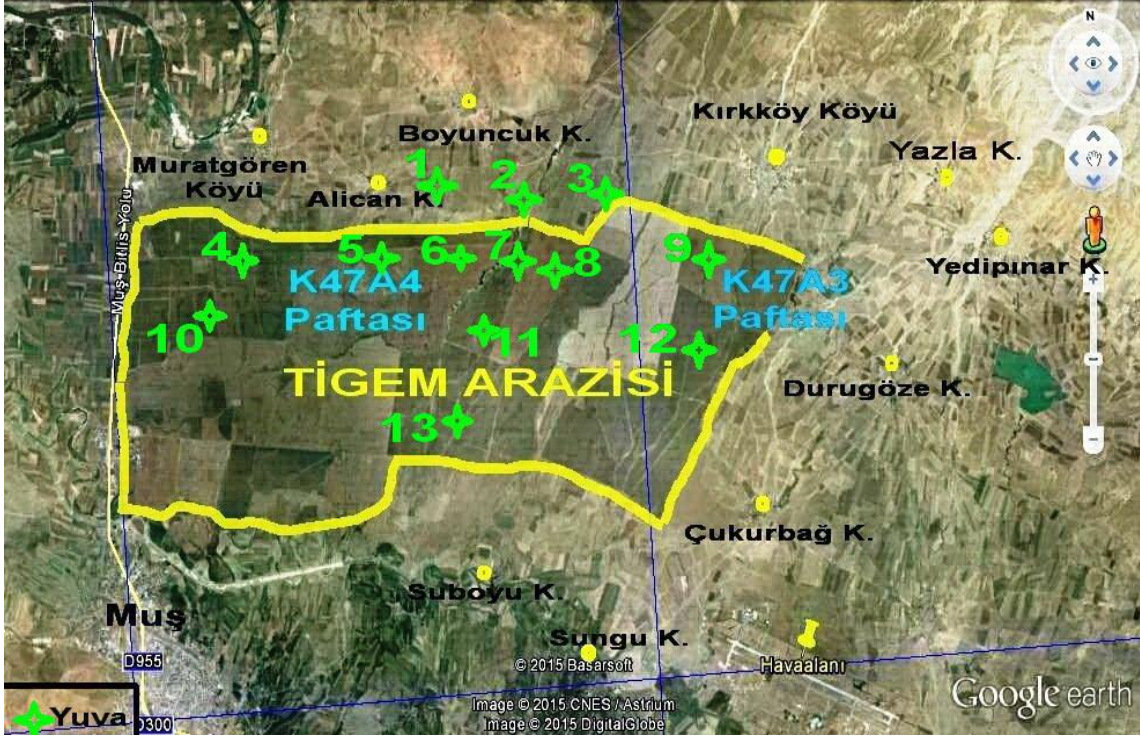 N
Boyuncuk K.
Kırkköy Köyü
Yazla K.
Muratgören
Köyü
Alican K.
1
2
3
Muş Bitlis Yolu
4
5
6
7
8
9
Yedipınar K.
K47A4
Paftası
K47A3
Paftası
10
11
12
TİGEM ARAZİSİ
Durugöze K.
13
Çukurbağ K.
Suboyu K.
Muş
Sungu K.
D955
© 2015 Basarsoft
Havaalanı
Image © 2015 CNES / Astrium
Image © 2015 DigitalGlobe
Google earth
Yuva
D300